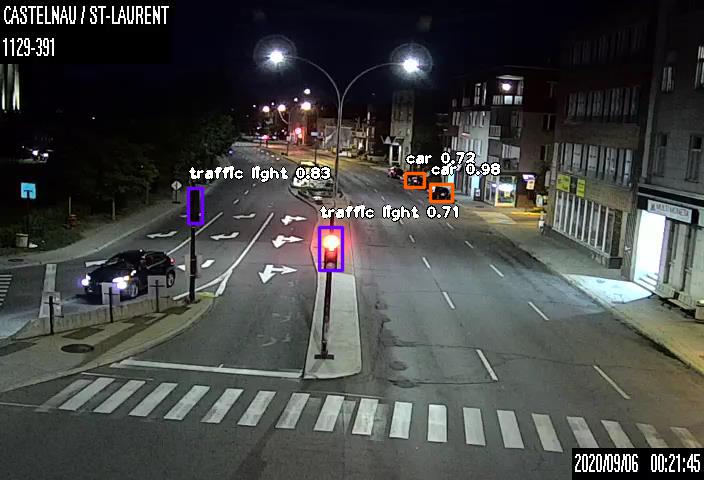 CASTELNAU / ST-LAURENT
1129-391
car 0.72
car 0.98
traffic light 0.83
traffic light 0.71
2020/09/06 00:21:45